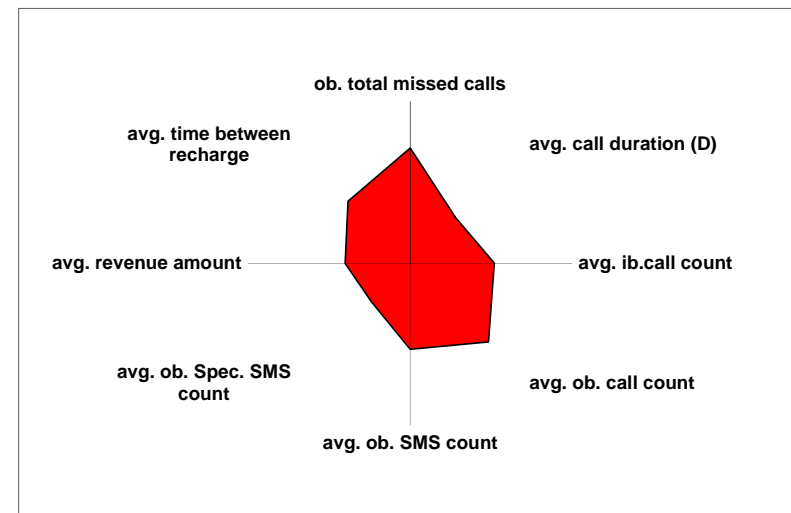 ob. total missed calls
avg. time between
recharge
avg. call duration (D)
avg. revenue amount
avg. ib.call count
avg. ob. Spec. SMS
count
avg. ob. call count
avg. ob. SMS count